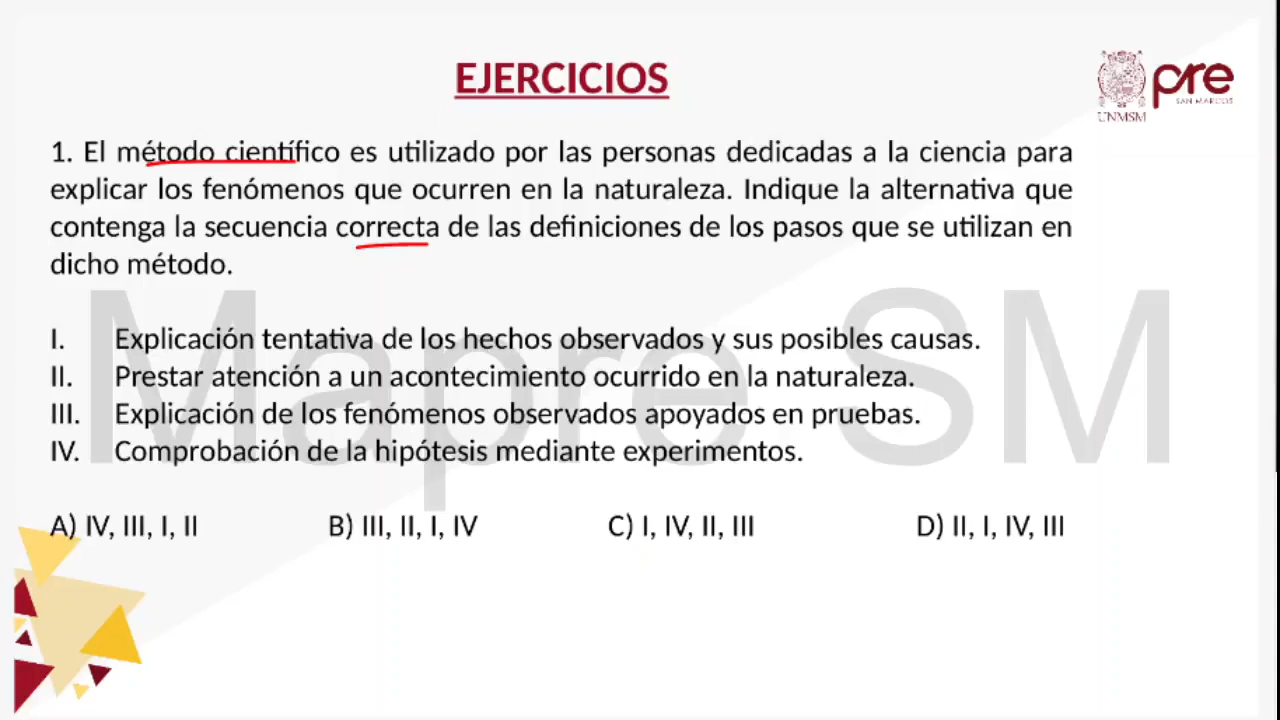 EJERCICIOS
pre
SAN MARCOS
UNMSM
1. El método científico es utilizado por las personas dedicadas a la ciencia para
explicar los fenómenos que ocurren en la naturaleza. Indique la alternativa que
contenga la secuencia correcta de las definiciones de los pasos que se utilizan en
dicho método.
I. Explicación tentativa de los hechos observados y sus posibles causas.
II. Prestar atención a un acontecimiento ocurrido en la naturaleza.
III. Explicación de los fenómenos observados apoyados en pruebas.
IV. Comprobación de la hipótesis mediante experimentos.
Mapre SM
A) IV, III, I, II B) III, II, I, IV C) I, IV, II, III D) II, I, IV, III